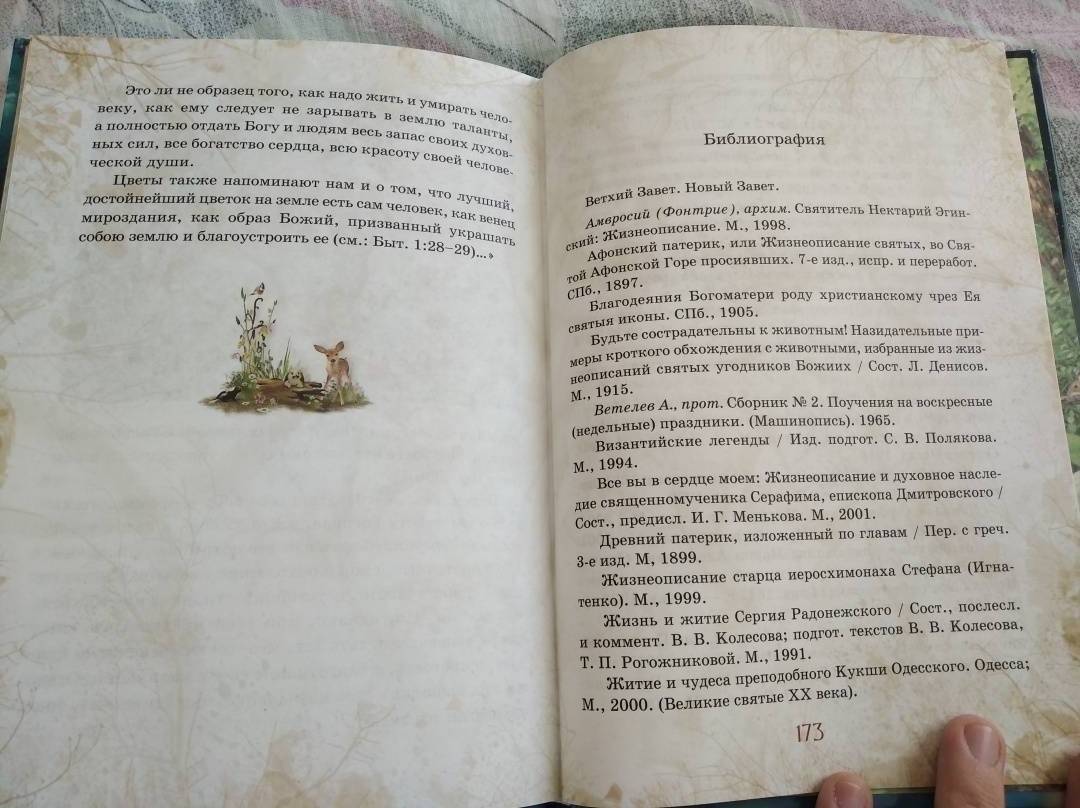 Это ли не образец того, как надо жить и умирать чело-
веку, как ему следует не зарывать в землю таланты,
а полностью отдать Богу и людям весь запас своих духов-
ных сил, все богатство сердца, всю красоту своей челове-
ческой души.
Цветы также напоминают нам и о том, что лучший,
достойнейший цветок на земле есть сам человек, как венец
мироздания, как образ Божий, призванный украшать
собою землю и благоустроить ее (см.: Быт. 1:28–29)...»
Библиография
Ветхий Завет. Новый Завет.
Амвросий (Фонтрие), архим. Святитель Нектарий Эгин-
ский: Жизнеописание. М., 1998.
Афонский патерик, или Жизнеописание святых, во Свя-
той Афонской Горе просиявших. 7-е изд., испр. и переработ.
СПб., 1897.
Благодеяния Богоматери роду христианскому чрез Ея
святыя иконы. СПб., 1905.
Будьте сострадательны к животным! Назидательные при-
меры кроткого обхождения с животными, избранные из жиз-
неописаний святых угодников Божиих / Сост. Л. Денисов.
М., 1915.
Ветелев А., прот. Сборник № 2. Поучения на воскресные
(недельные) праздники. (Машинопись). 1965.
Византийские легенды / Изд. подгот. С. В. Полякова.
М., 1994.
Все вы в сердце моем: Жизнеописание и духовное насле-
дие священномученика Серафима, епископа Дмитровского /
Сост., предисл. И. Г. Менькова. М., 2001.
Древний патерик, изложенный по главам / Пер. с греч.
3-е изд. М, 1899.
Жизнеописание старца иеросхимонаха Стефана (Игна-
тенко). М., 1999.
Жизнь и житие Сергия Радонежского / Сост., послесл.
и коммент. В. В. Колесова; подгот. текстов В. В. Колесова,
Т. П. Рогожниковой. М., 1991.
Житие и чудеса преподобного Кукши Одесского. Одесса;
М., 2000. (Великие святые XX века).
173